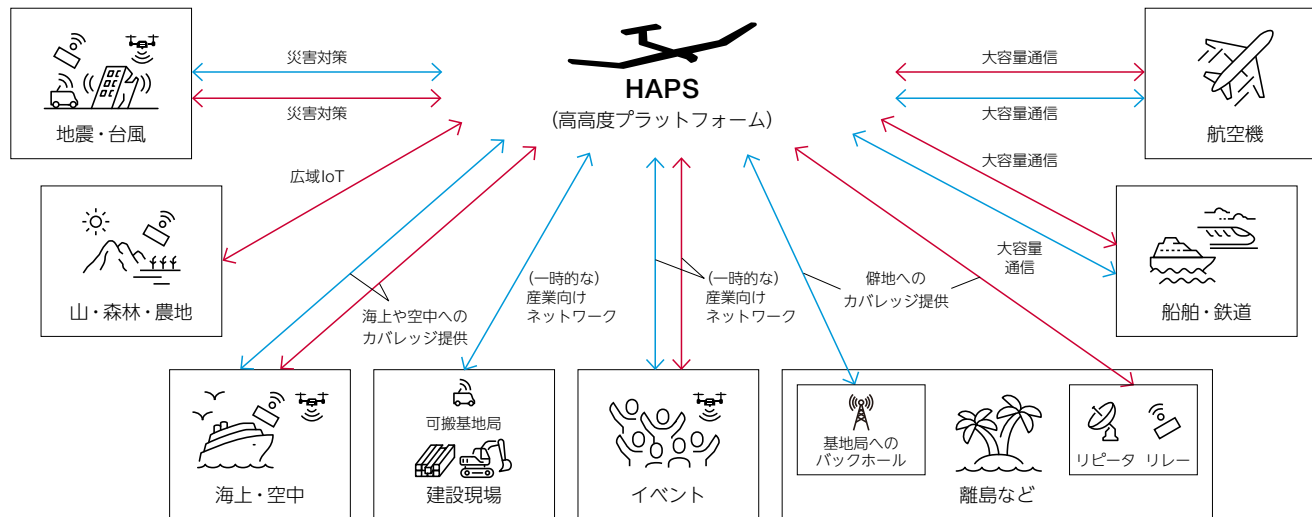 災害対策
災害対策
地震・台風
HAPS
(高高度プラットフォーム)
大容量通信
大容量通信
航空機
広域IoT
山・森林・農地
大容量通信
大容量
通信
船舶・鉄道
海上や空中への
カバレッジ提供
(一時的な)
産業向け
ネットワーク
(一時的な)
産業向け
ネットワーク
僻地への
カバレッジ提供
海上・空中
可搬基地局
建設現場
イベント
基地局への
バックホール
離島など
リピータ リレー